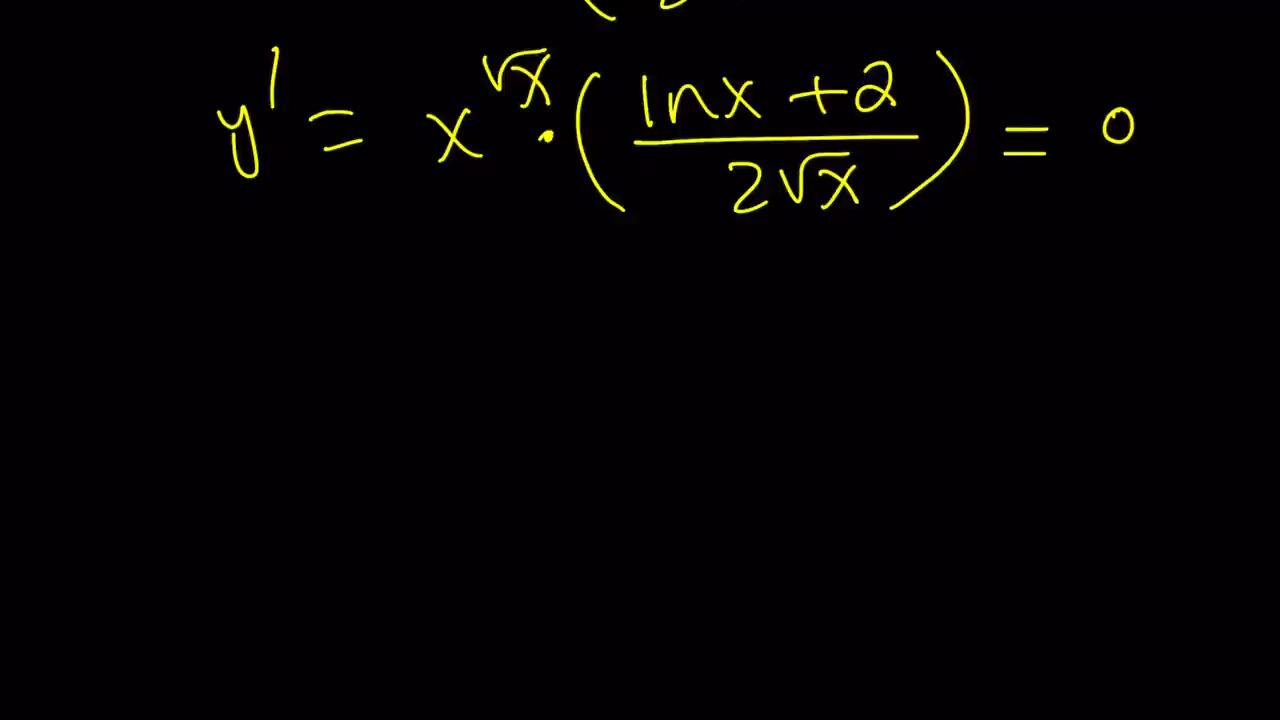 y' = x^√x · ( (ln x + 2) / (2√x) ) = 0